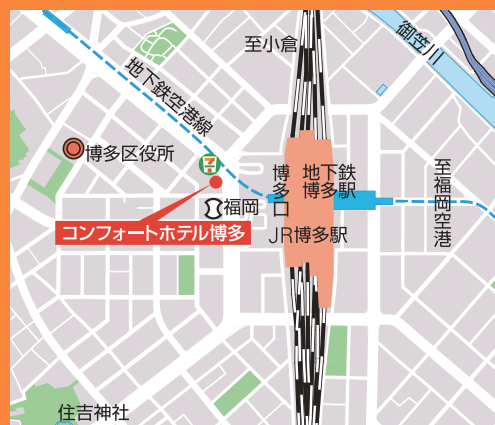 至小倉
御笠川
地下鉄空港線
博多区役所
7
博多口
地下鉄
博多駅
至福岡空港
福岡
コンフォートホテル博多
JR博多駅
住吉神社